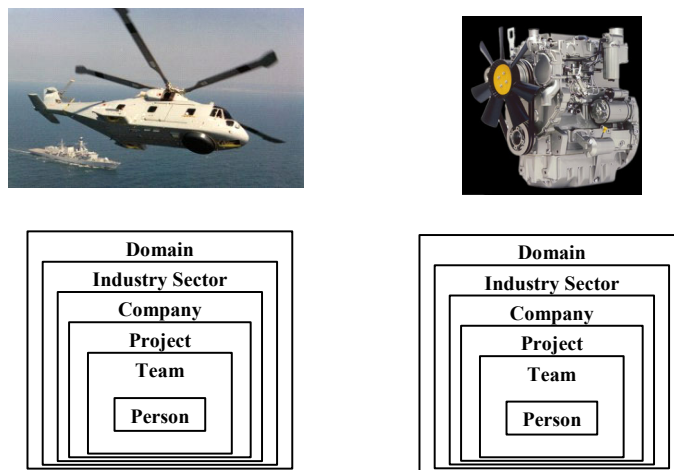 Domain
Industry Sector
Company
Project
Team
Person
Domain
Industry Sector
Company
Project
Team
Person